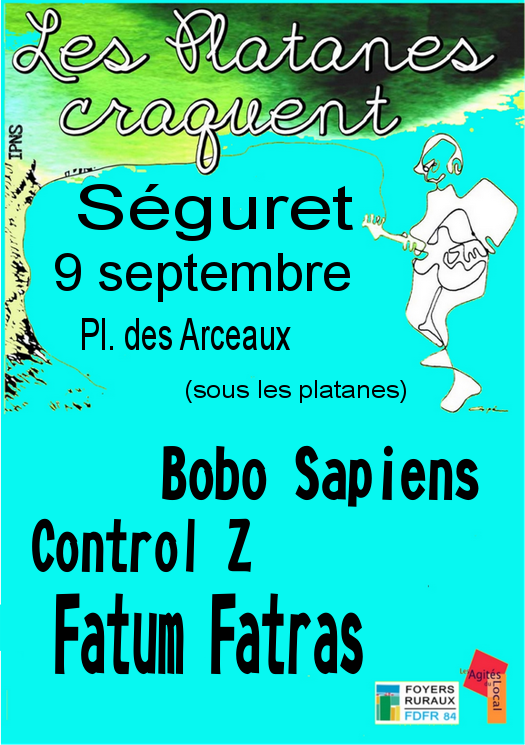 Les Platanes
craquent
IPNS
Séguret
9 septembre
Pl. des Arceaux
(sous les platanes)
Bobo Sapiens
Control Z
Fatum Fatras
Les Agités
du Local
FOYERS
RURAUX
FDFR 84